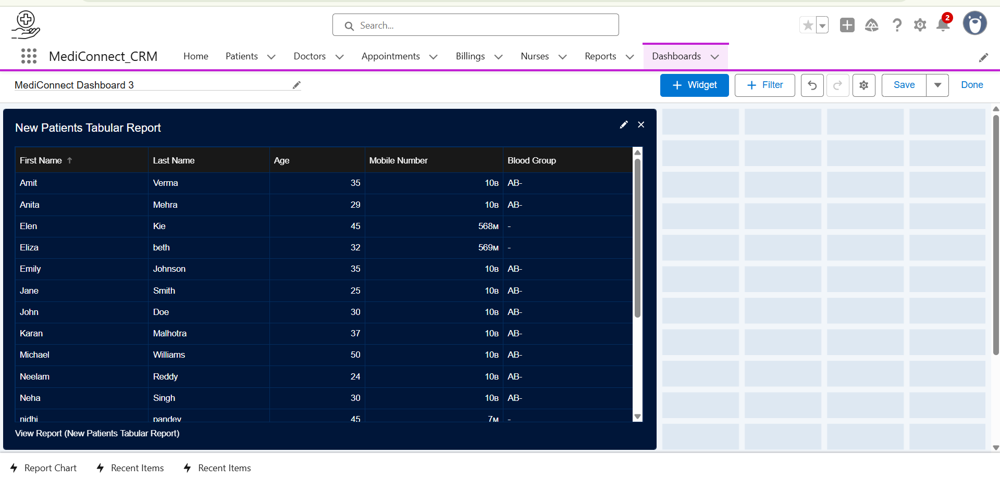 Search...
2
MediConnect_CRM Home Patients Doctors Appointments Billings Nurses Reports Dashboards
MediConnect Dashboard 3
+ Widget + Filter Save Done
New Patients Tabular Report
First Name ↑ Last Name Age Mobile Number Blood Group
Amit Verma 35 10B AB-
Anita Mehra 29 10B AB-
Elen Kie 45 568M -
Eliza beth 32 569M -
Emily Johnson 35 10B AB-
Jane Smith 25 10B AB-
John Doe 30 10B AB-
Karan Malhotra 37 10B AB-
Michael Williams 50 10B AB-
Neelam Reddy 24 10B AB-
Neha Singh 30 10B AB-
nidhi pandey 45 7M -
View Report (New Patients Tabular Report)
Report Chart Recent Items Recent Items